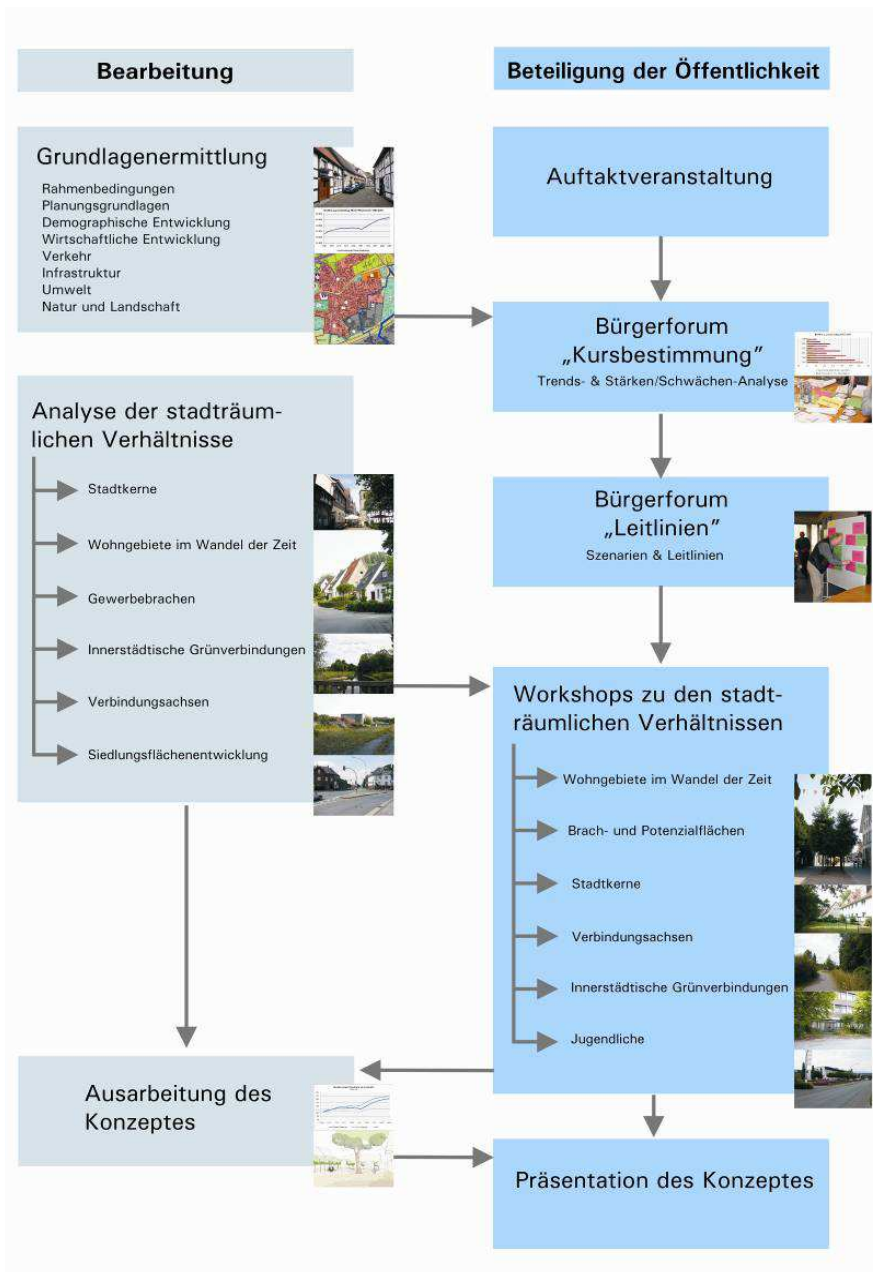 Bearbeitung
Grundlagenermittlung
Rahmenbedingungen
Planungsgrundlagen
Demographische Entwicklung
Wirtschaftliche Entwicklung
Verkehr
Infrastruktur
Umwelt
Natur und Landschaft
Analyse der stadträum-
lichen Verhältnisse
Stadtkerne
Wohngebiete im Wandel der Zeit
Gewerbebrachen
Innerstädtische Grünverbindungen
Verbindungsachsen
Siedlungsflächenentwicklung
Ausarbeitung des
Konzeptes
Beteiligung der Öffentlichkeit
Auftaktveranstaltung
Bürgerforum
„Kursbestimmung”
Trends- & Stärken/Schwächen-Analyse
Bürgerforum
„Leitlinien”
Szenarien & Leitlinien
Workshops zu den stadt-
räumlichen Verhältnissen
Wohngebiete im Wandel der Zeit
Brach- und Potenzialflächen
Stadtkerne
Verbindungsachsen
Innerstädtische Grünverbindungen
Jugendliche
Präsentation des Konzeptes